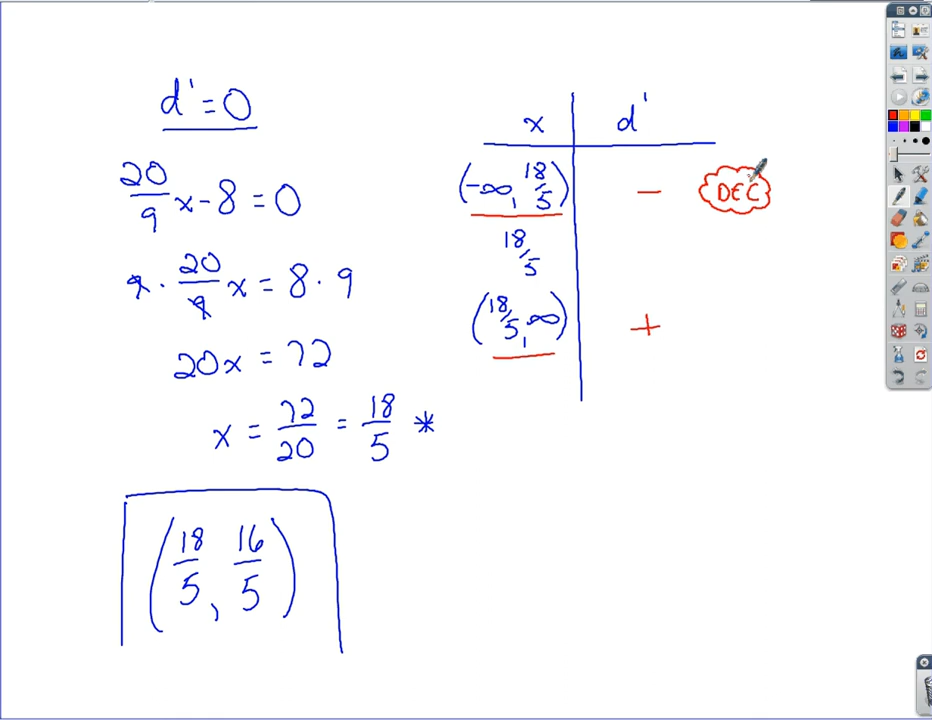 d' = 0
20/9 x - 8 = 0
9 · 20/9 x = 8 · 9
20x = 72
x = 72/20 = 18/5 *
(18/5, 16/5)
x d'
(-∞, 18/5) − DEC
18/5
(18/5, ∞) +